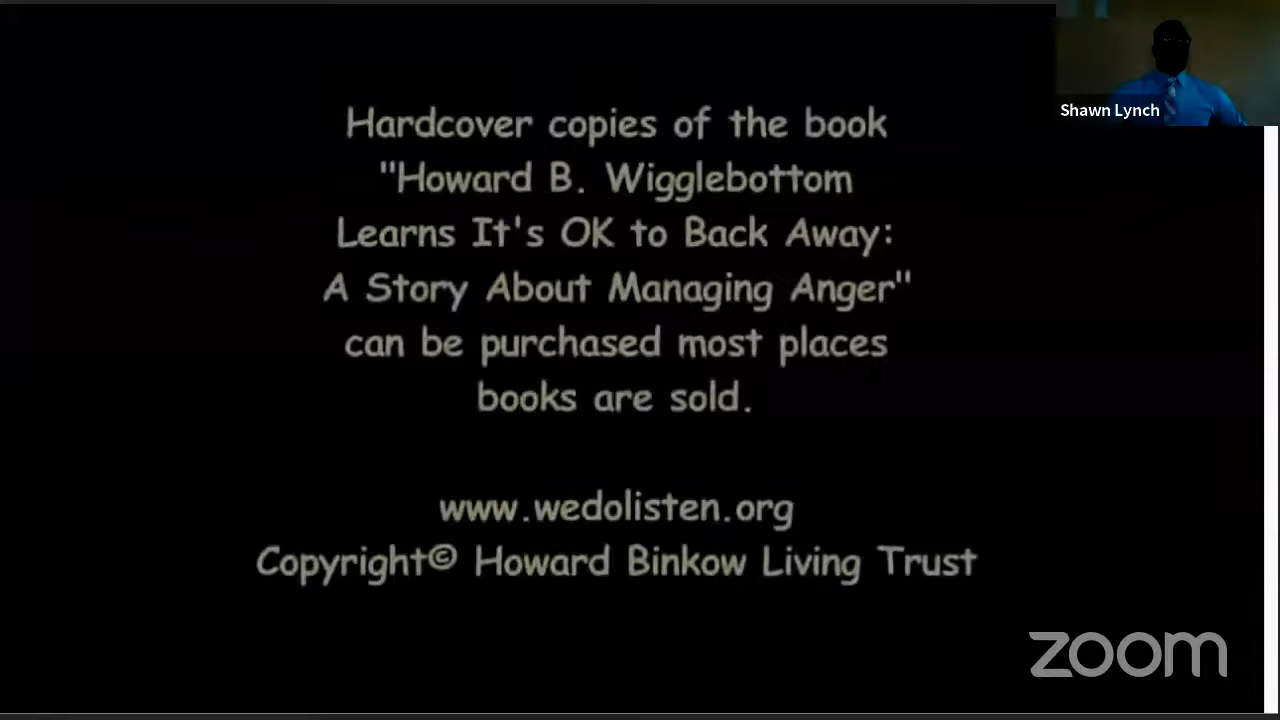 Shawn Lynch
Hardcover copies of the book
"Howard B. Wigglebottom
Learns It's OK to Back Away:
A Story About Managing Anger"
can be purchased most places
books are sold.
www.wedolisten.org
Copyright© Howard Binkow Living Trust
zoom